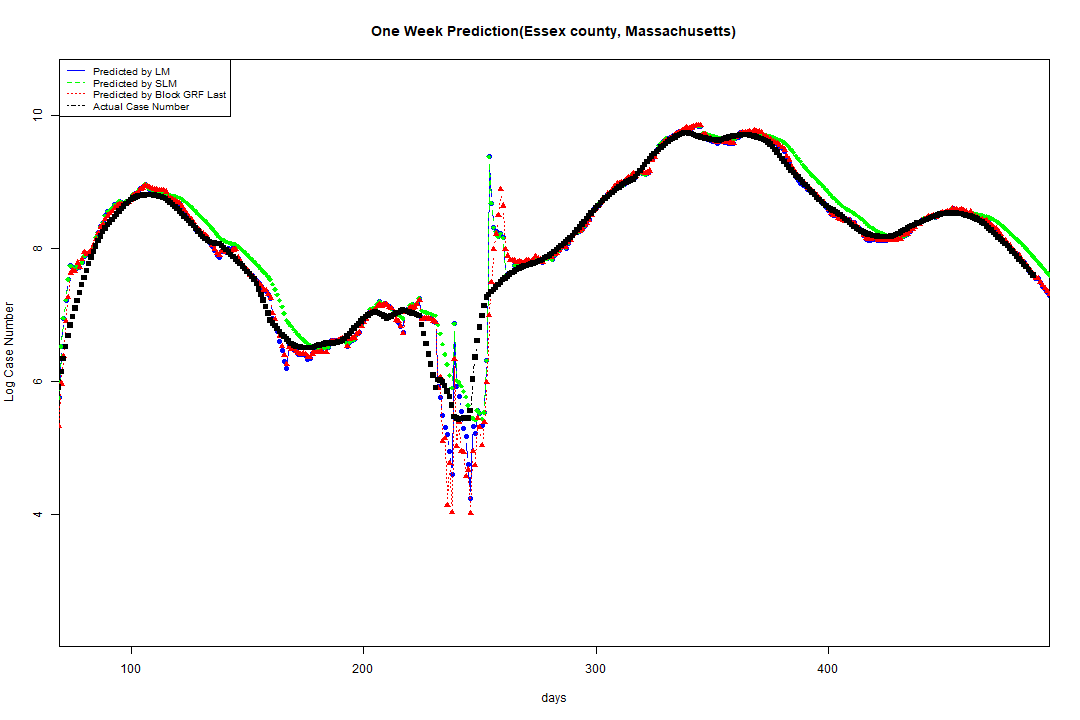 One Week Prediction(Essex county, Massachusetts)
Predicted by LM
Predicted by SLM
Predicted by Block GRF Last
Actual Case Number
10
8
6
4
Log Case Number
100 200 300 400
days